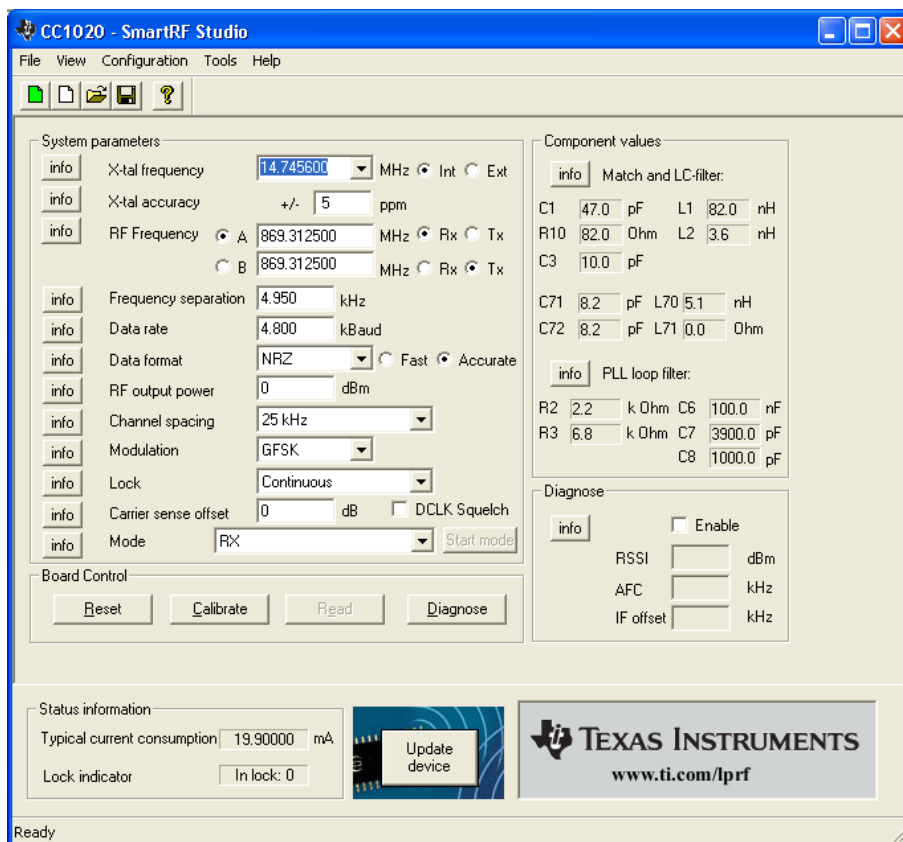 CC1020 - SmartRF Studio
File View Configuration Tools Help
System parameters
info X-tal frequency 14.745600 MHz Int Ext
info X-tal accuracy +/- 5 ppm
info RF Frequency A 869.312500 MHz Rx Tx
B 869.312500 MHz Rx Tx
info Frequency separation 4.950 kHz
info Data rate 4.800 kBaud
info Data format NRZ Fast Accurate
info RF output power 0 dBm
info Channel spacing 25 kHz
info Modulation GFSK
info Lock Continuous
info Carrier sense offset 0 dB DCLK Squelch
info Mode RX Start mode
Board Control
Reset Calibrate Read Diagnose
Component values
info Match and LC-filter:
C1 47.0 pF L1 82.0 nH
R10 82.0 Ohm L2 3.6 nH
C3 10.0 pF
C71 8.2 pF L70 5.1 nH
C72 8.2 pF L71 0.0 Ohm
info PLL loop filter:
R2 2.2 k Ohm C6 100.0 nF
R3 6.8 k Ohm C7 3900.0 pF
C8 1000.0 pF
Diagnose
info Enable
RSSI dBm
AFC kHz
IF offset kHz
Status information
Typical current consumption 19.90000 mA
Lock indicator In lock: 0
Update
device
TEXAS INSTRUMENTS
www.ti.com/lprf
Ready